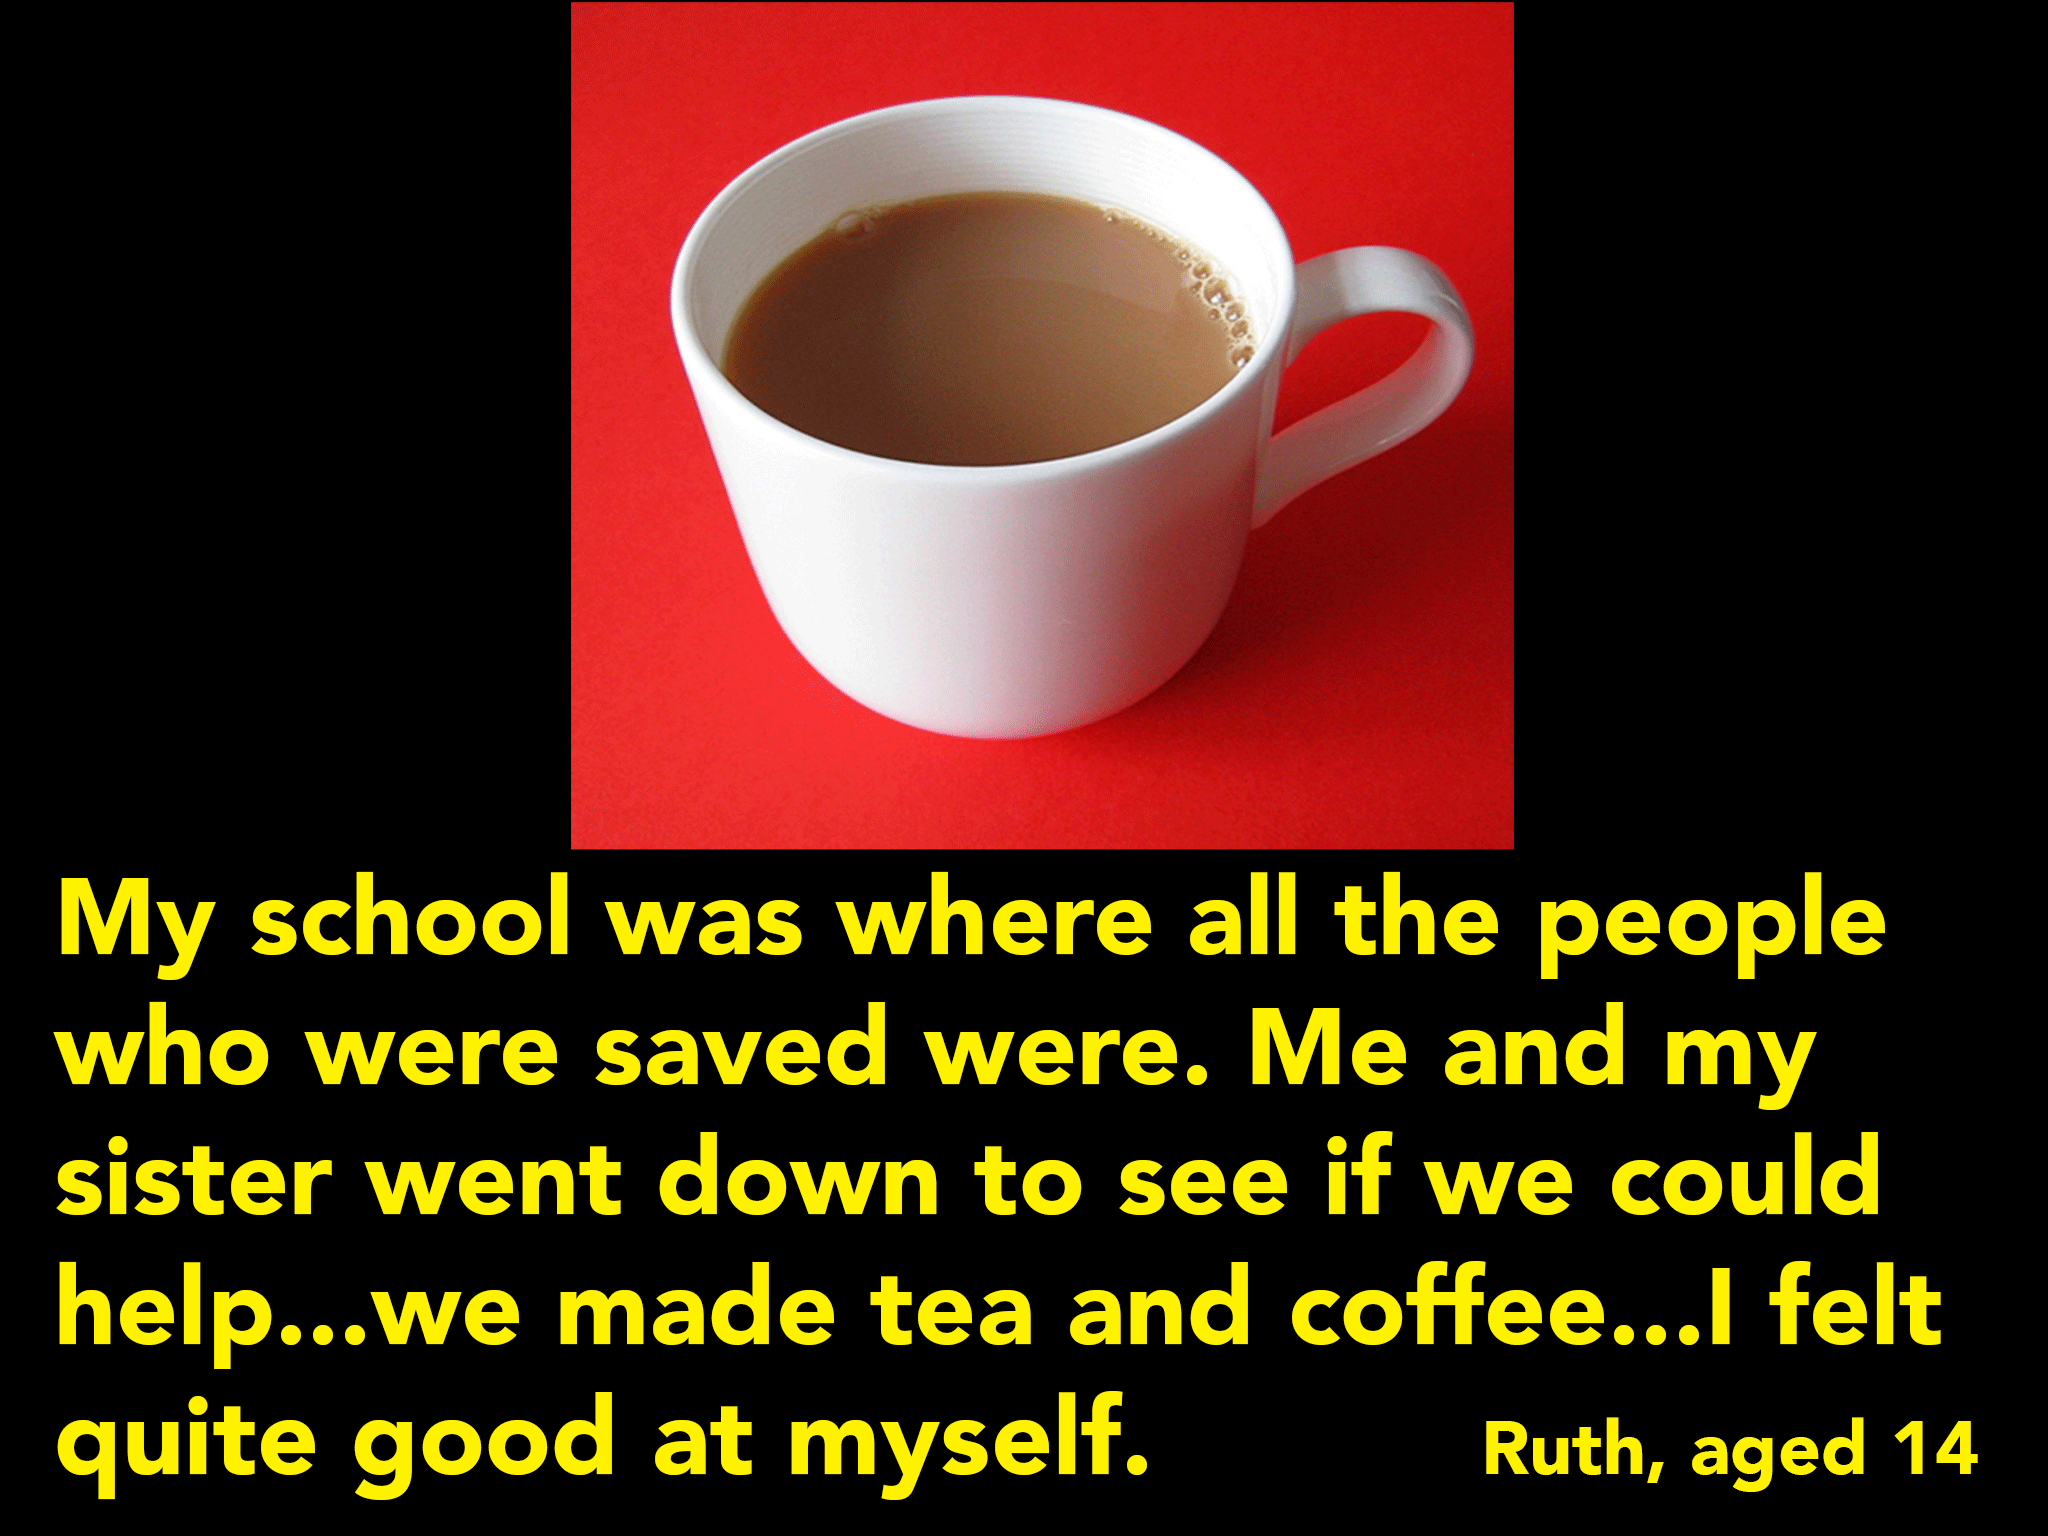 My school was where all the people
who were saved were. Me and my
sister went down to see if we could
help...we made tea and coffee...I felt
quite good at myself. Ruth, aged 14